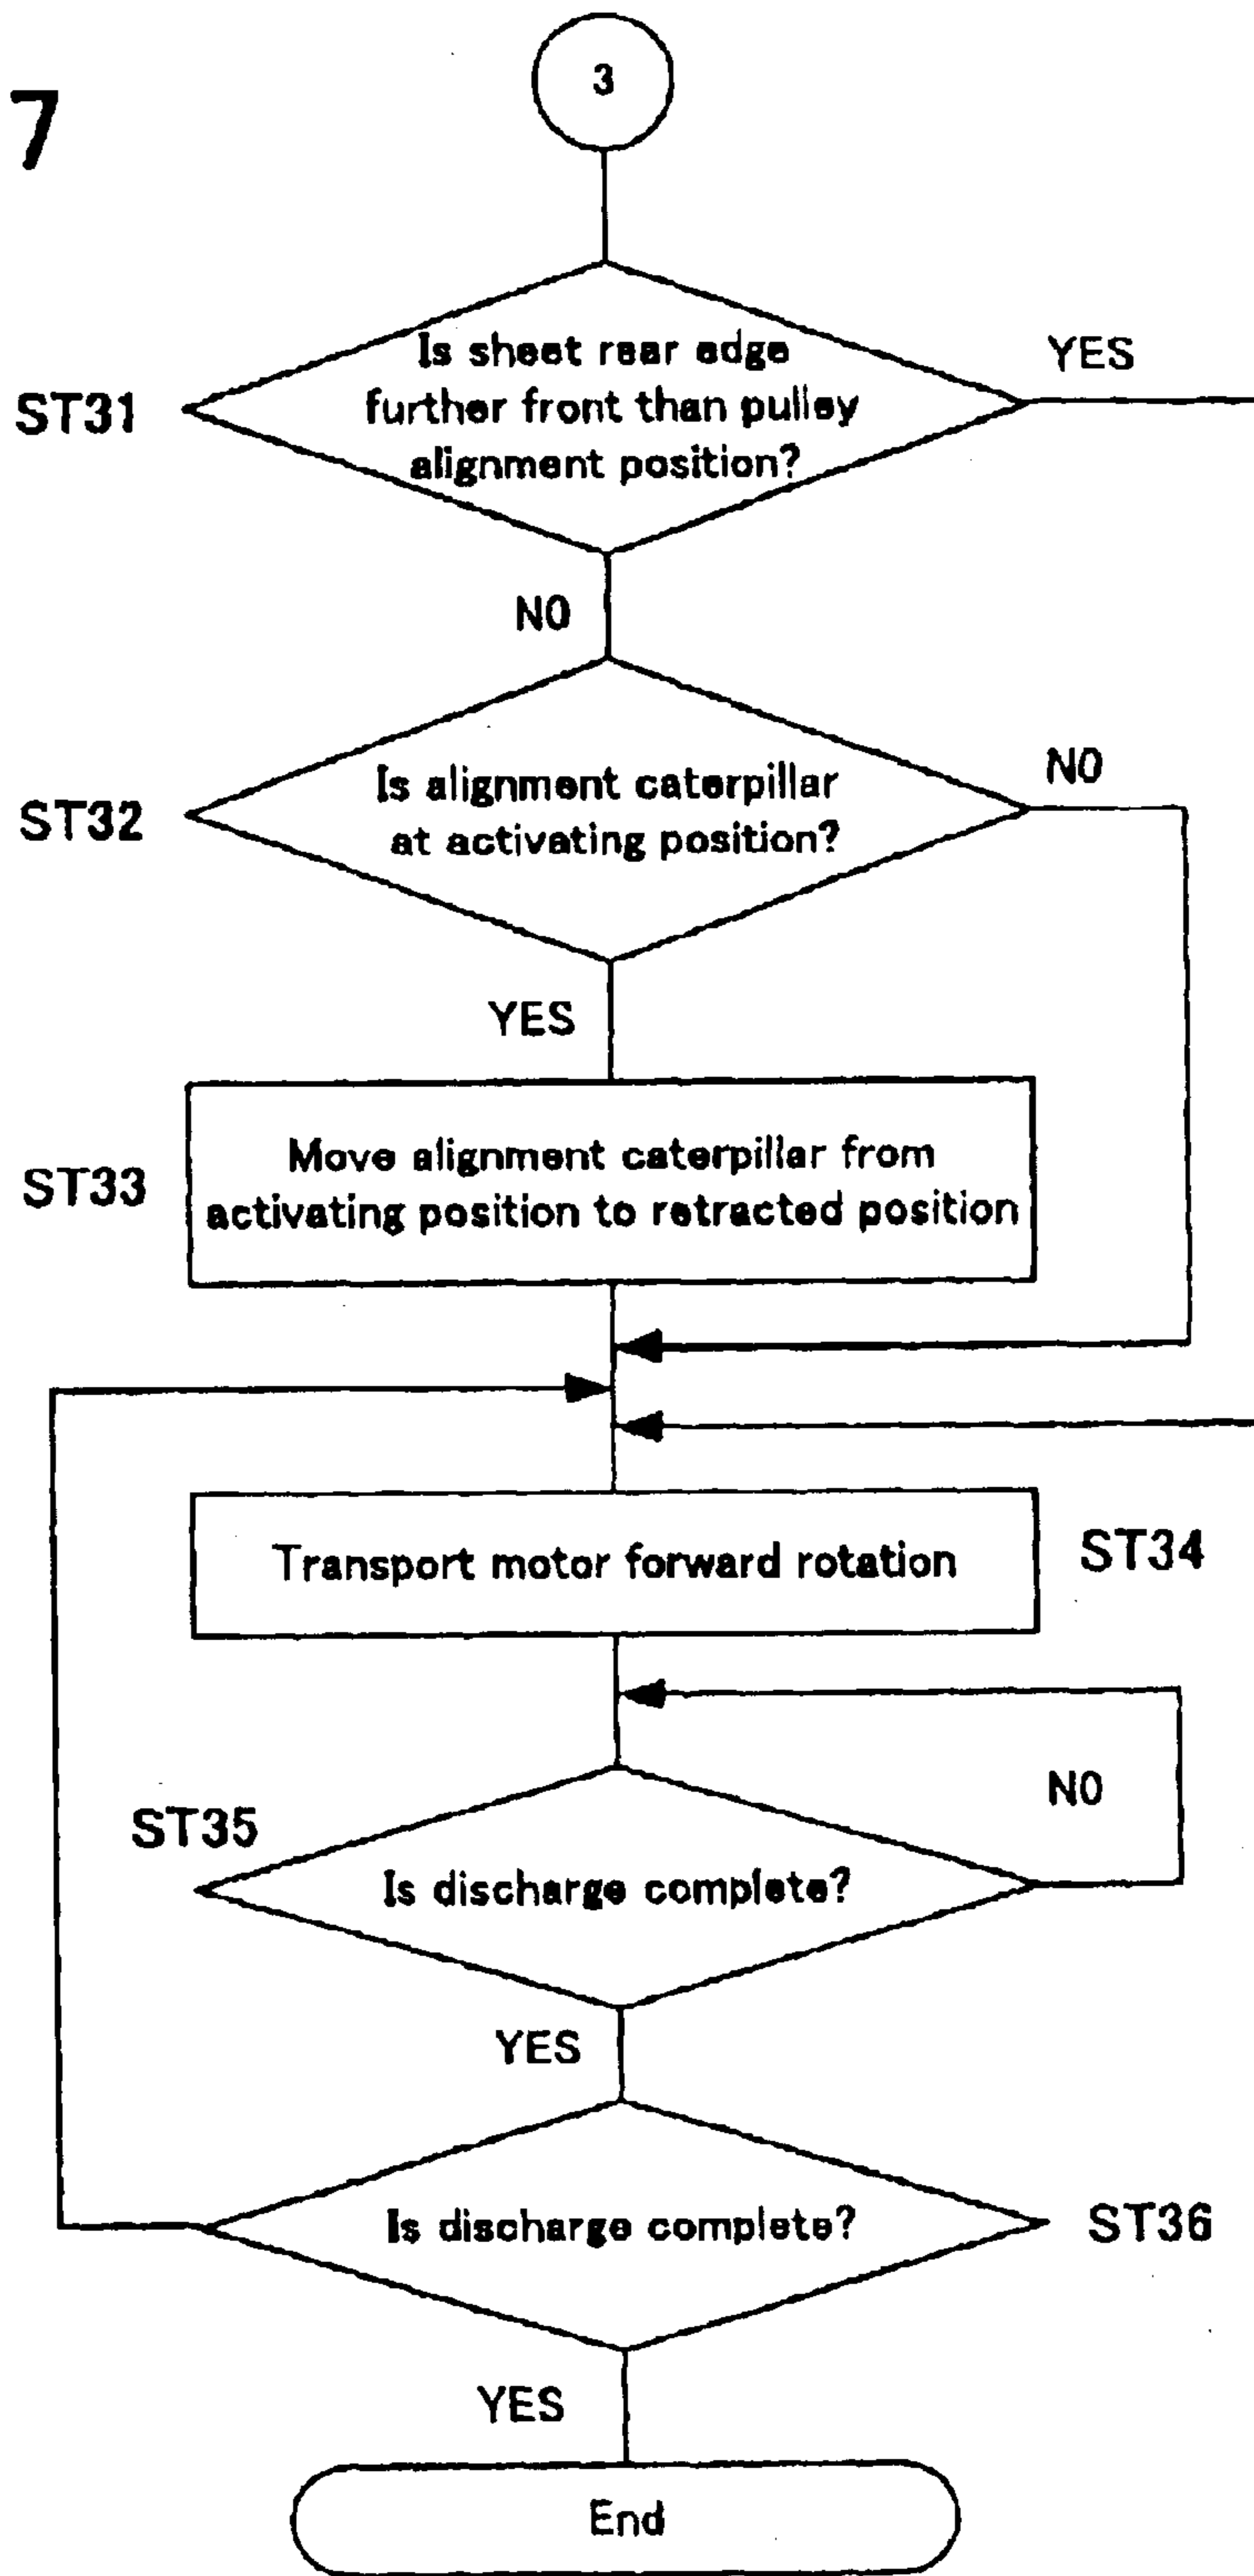 3
7
Is sheet rear edge
further front than pulley
alignment position?
YES
ST31
NO
Is alignment caterpillar
at activating position?
NO
ST32
YES
Move alignment caterpillar from
activating position to retracted position
ST33
Transport motor forward rotation
ST34
NO
ST35
Is discharge complete?
YES
Is discharge complete?
ST36
YES
End